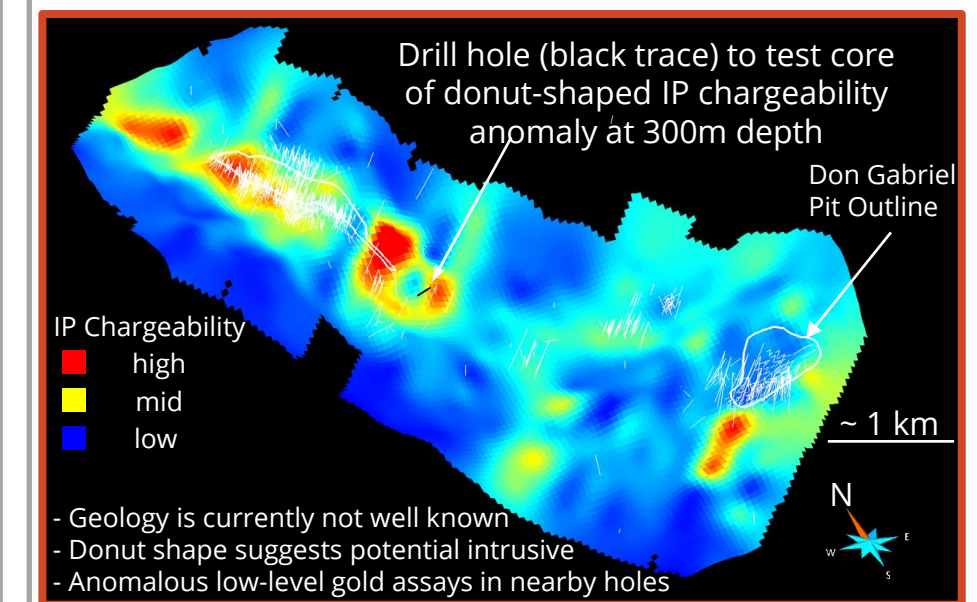 Drill hole (black trace) to test core
of donut-shaped IP chargeability
anomaly at 300m depth
Don Gabriel
Pit Outline
IP Chargeability
high
mid
low
~ 1 km
N
E
W
S
- Geology is currently not well known
- Donut shape suggests potential intrusive
- Anomalous low-level gold assays in nearby holes